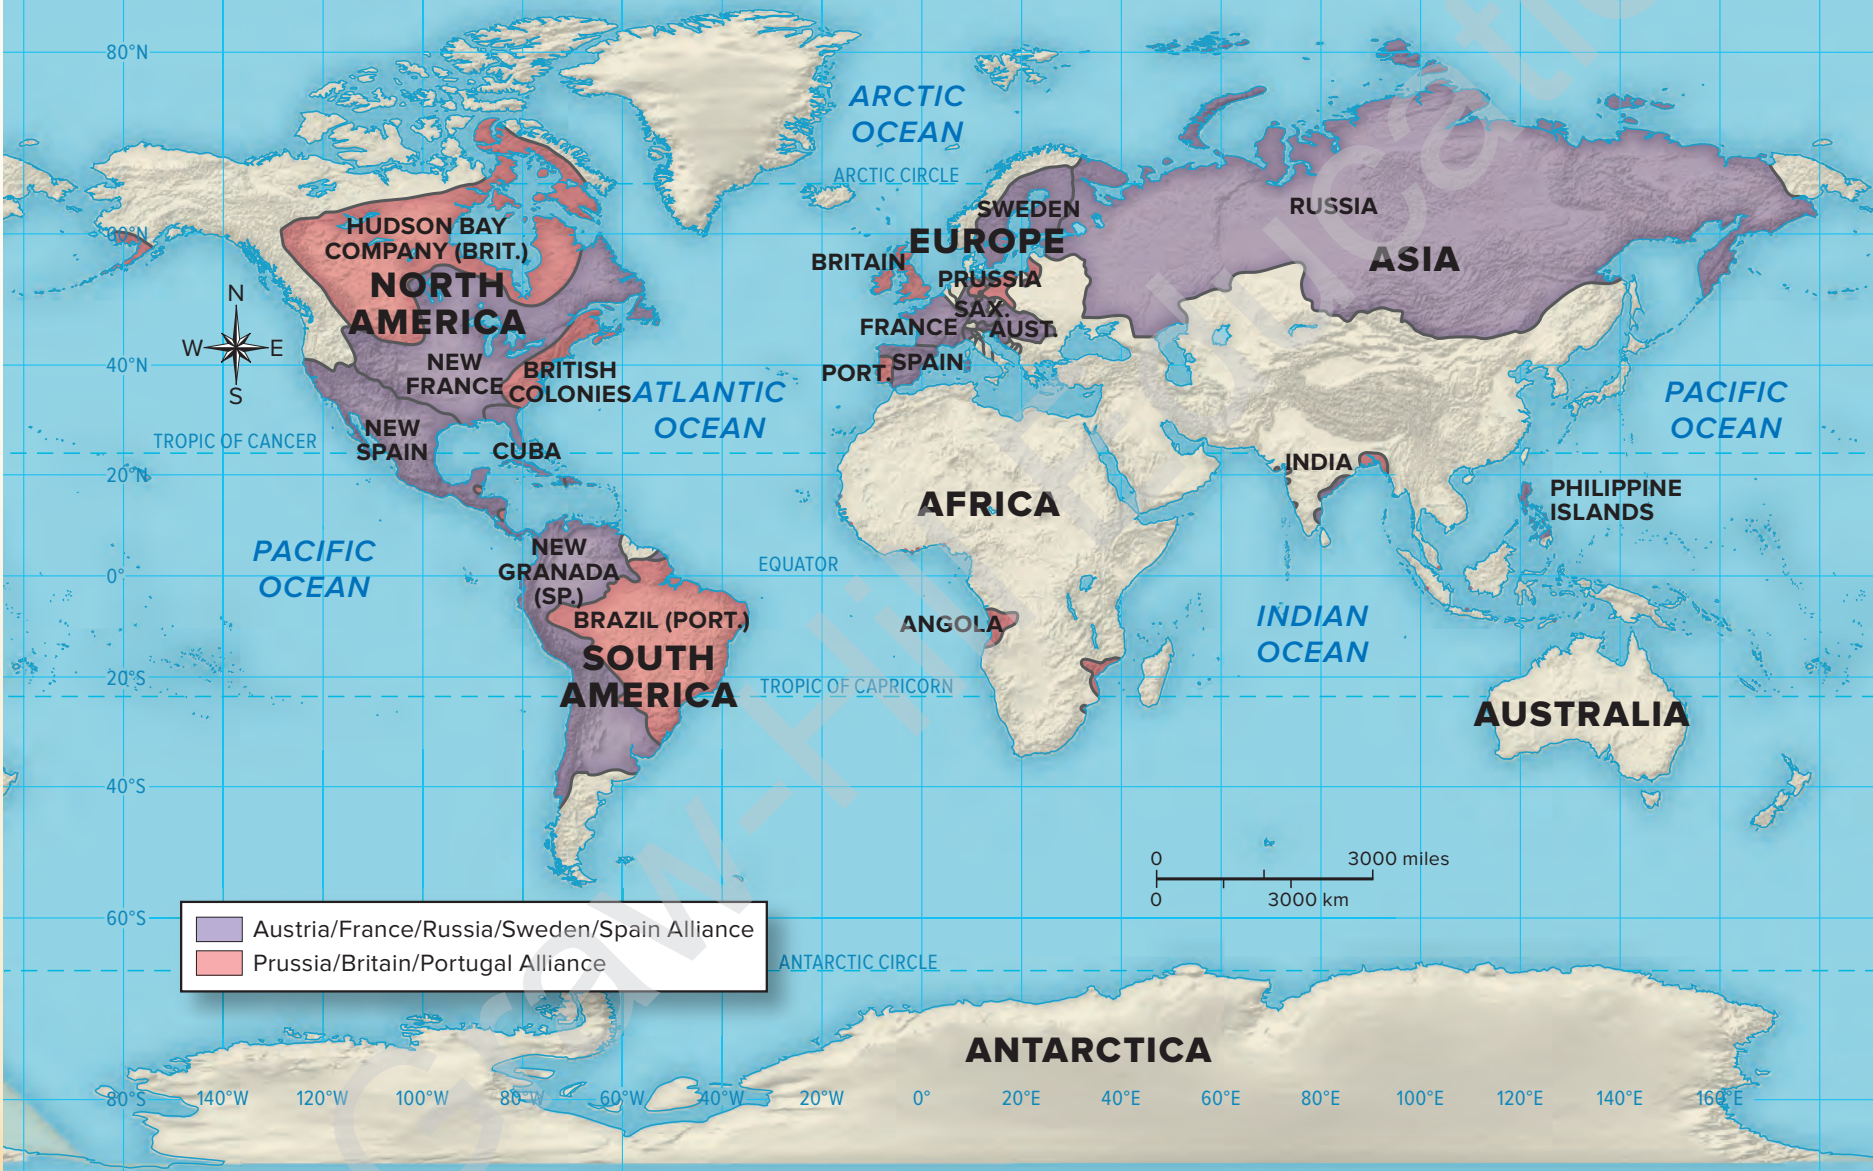 80°N
ARCTIC
OCEAN
ARCTIC CIRCLE
SWEDEN
RUSSIA
HUDSON BAY
COMPANY (BRIT.)
60°N
EUROPE
ASIA
BRITAIN
PRUSSIA
NORTH
AMERICA
N
W
E
S
SAX.
FRANCE
AUST.
40°N
NEW
FRANCE
BRITISH
COLONIES
PORT.
SPAIN
ATLANTIC
OCEAN
PACIFIC
OCEAN
TROPIC OF CANCER
NEW
SPAIN
CUBA
20°N
INDIA
AFRICA
PHILIPPINE
ISLANDS
PACIFIC
OCEAN
NEW
GRANADA
(SP.)
EQUATOR
0°
BRAZIL (PORT.)
ANGOLA
INDIAN
OCEAN
SOUTH
AMERICA
20°S
TROPIC OF CAPRICORN
AUSTRALIA
40°S
0
3000 miles
0
3000 km
60°S
Austria/France/Russia/Sweden/Spain Alliance
Prussia/Britain/Portugal Alliance
ANTARCTIC CIRCLE
ANTARCTICA
80°S
140°W
120°W
100°W
80°W
60°W
40°W
20°W
0°
20°E
40°E
60°E
80°E
100°E
120°E
140°E
160°E